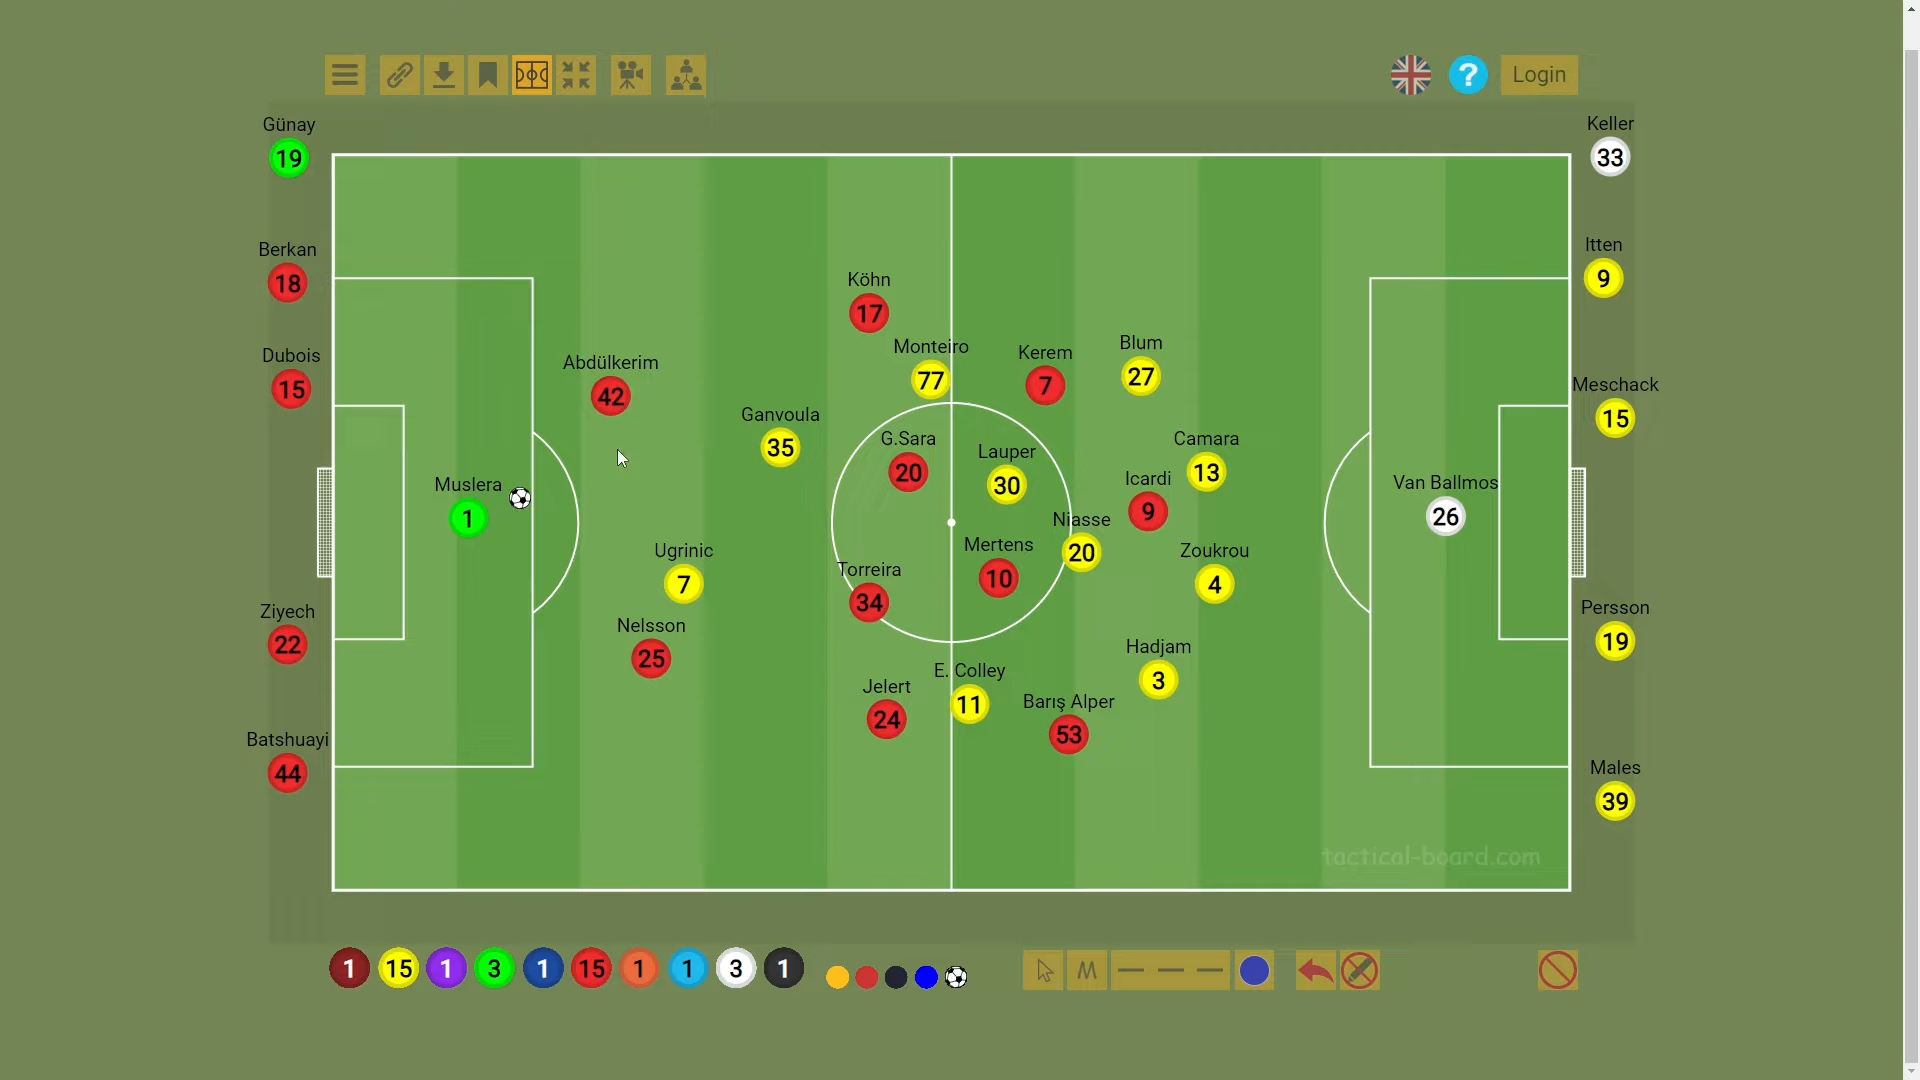 ? Login
Günay
19
Keller
33
Berkan
18
Itten
9
Köhn
17
Dubois
15
Abdülkerim
42
Monteiro
77
Kerem
7
Blum
27
Meschack
15
Ganvoula
35
G.Sara
20
Lauper
30
Camara
13
Muslera
1
Icardi
9
Van Ballmos
26
Niasse
20
Ugrinic
7
Mertens
10
Zoukrou
4
Torreira
34
Ziyech
22
Nelsson
25
Persson
19
Hadjam
3
E. Colley
11
Jelert
24
Barış Alper
53
Batshuayi
44
Males
39
tactical-board.com
1 15 1 3 1 15 1 1 3 1